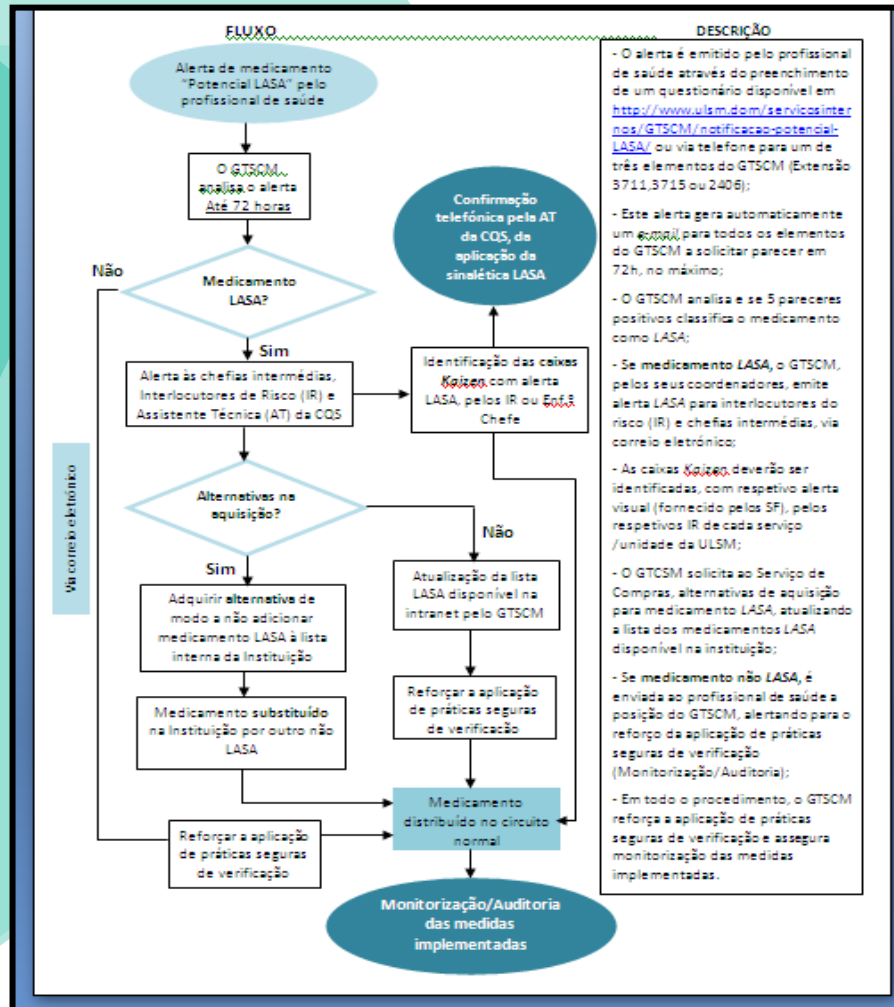 FLUXO
Alerta de medicamento
"Potencial LASA" pelo
profissional de saúde
O GTSCM
analisa o alerta
Até 72 horas
Confirmação
telefónica pela AT
da CQS, da
aplicação da
sinalética LASA
Não
Medicamento
LASA?
Sim
Alerta às chefias intermédias,
Interlocutores de Risco (IR) e
Assistente Técnica (AT) da CQS
Identificação das caixas
Kaizen com alerta
LASA, pelos IR ou Enf.ª
Chefe
Via correio eletrónico
Alternativas na
aquisição?
Não
Sim
Adquirir alternativa de
modo a não adicionar
medicamento LASA à lista
interna da Instituição
Atualização da lista
LASA disponível na
intranet pelo GTSCM
Medicamento substituído
na Instituição por outro não
LASA
Reforçar a aplicação
de práticas seguras
de verificação
Medicamento
distribuído no circuito
normal
Reforçar a aplicação
de práticas seguras
de verificação
Monitorização/Auditoria
das medidas
implementadas
DESCRIÇÃO
- O alerta é emitido pelo profissional
de saúde através do preenchimento
de um questionário disponível em
http://www.ulsm.dom/servicosinter
nos/GTSCM/notificacao-potencial-
LASA/ ou via telefone para um de
três elementos do GTSCM (Extensão
3711,3715 ou 2406);
- Este alerta gera automaticamente
um e-mail para todos os elementos
do GTSCM a solicitar parecer em
72h, no máximo;
- O GTSCM analisa e se 5 pareceres
positivos classifica o medicamento
como LASA;
- Se medicamento LASA, o GTSCM,
pelos seus coordenadores, emite
alerta LASA para interlocutores do
risco (IR) e chefias intermédias, via
correio eletrónico;
- As caixas Kaizen deverão ser
identificadas, com respetivo alerta
visual (fornecido pelos SF), pelos
respetivos IR de cada serviço
/unidade da ULSM;
- O GTCSM solicita ao Serviço de
Compras, alternativas de aquisição
para medicamento LASA, atualizando
a lista dos medicamentos LASA
disponível na instituição;
- Se medicamento não LASA, é
enviada ao profissional de saúde a
posição do GTSCM, alertando para o
reforço da aplicação de práticas
seguras de verificação
(Monitorização/Auditoria);
- Em todo o procedimento, o GTSCM
reforça a aplicação de práticas
seguras de verificação e assegura
monitorização das medidas
implementadas.